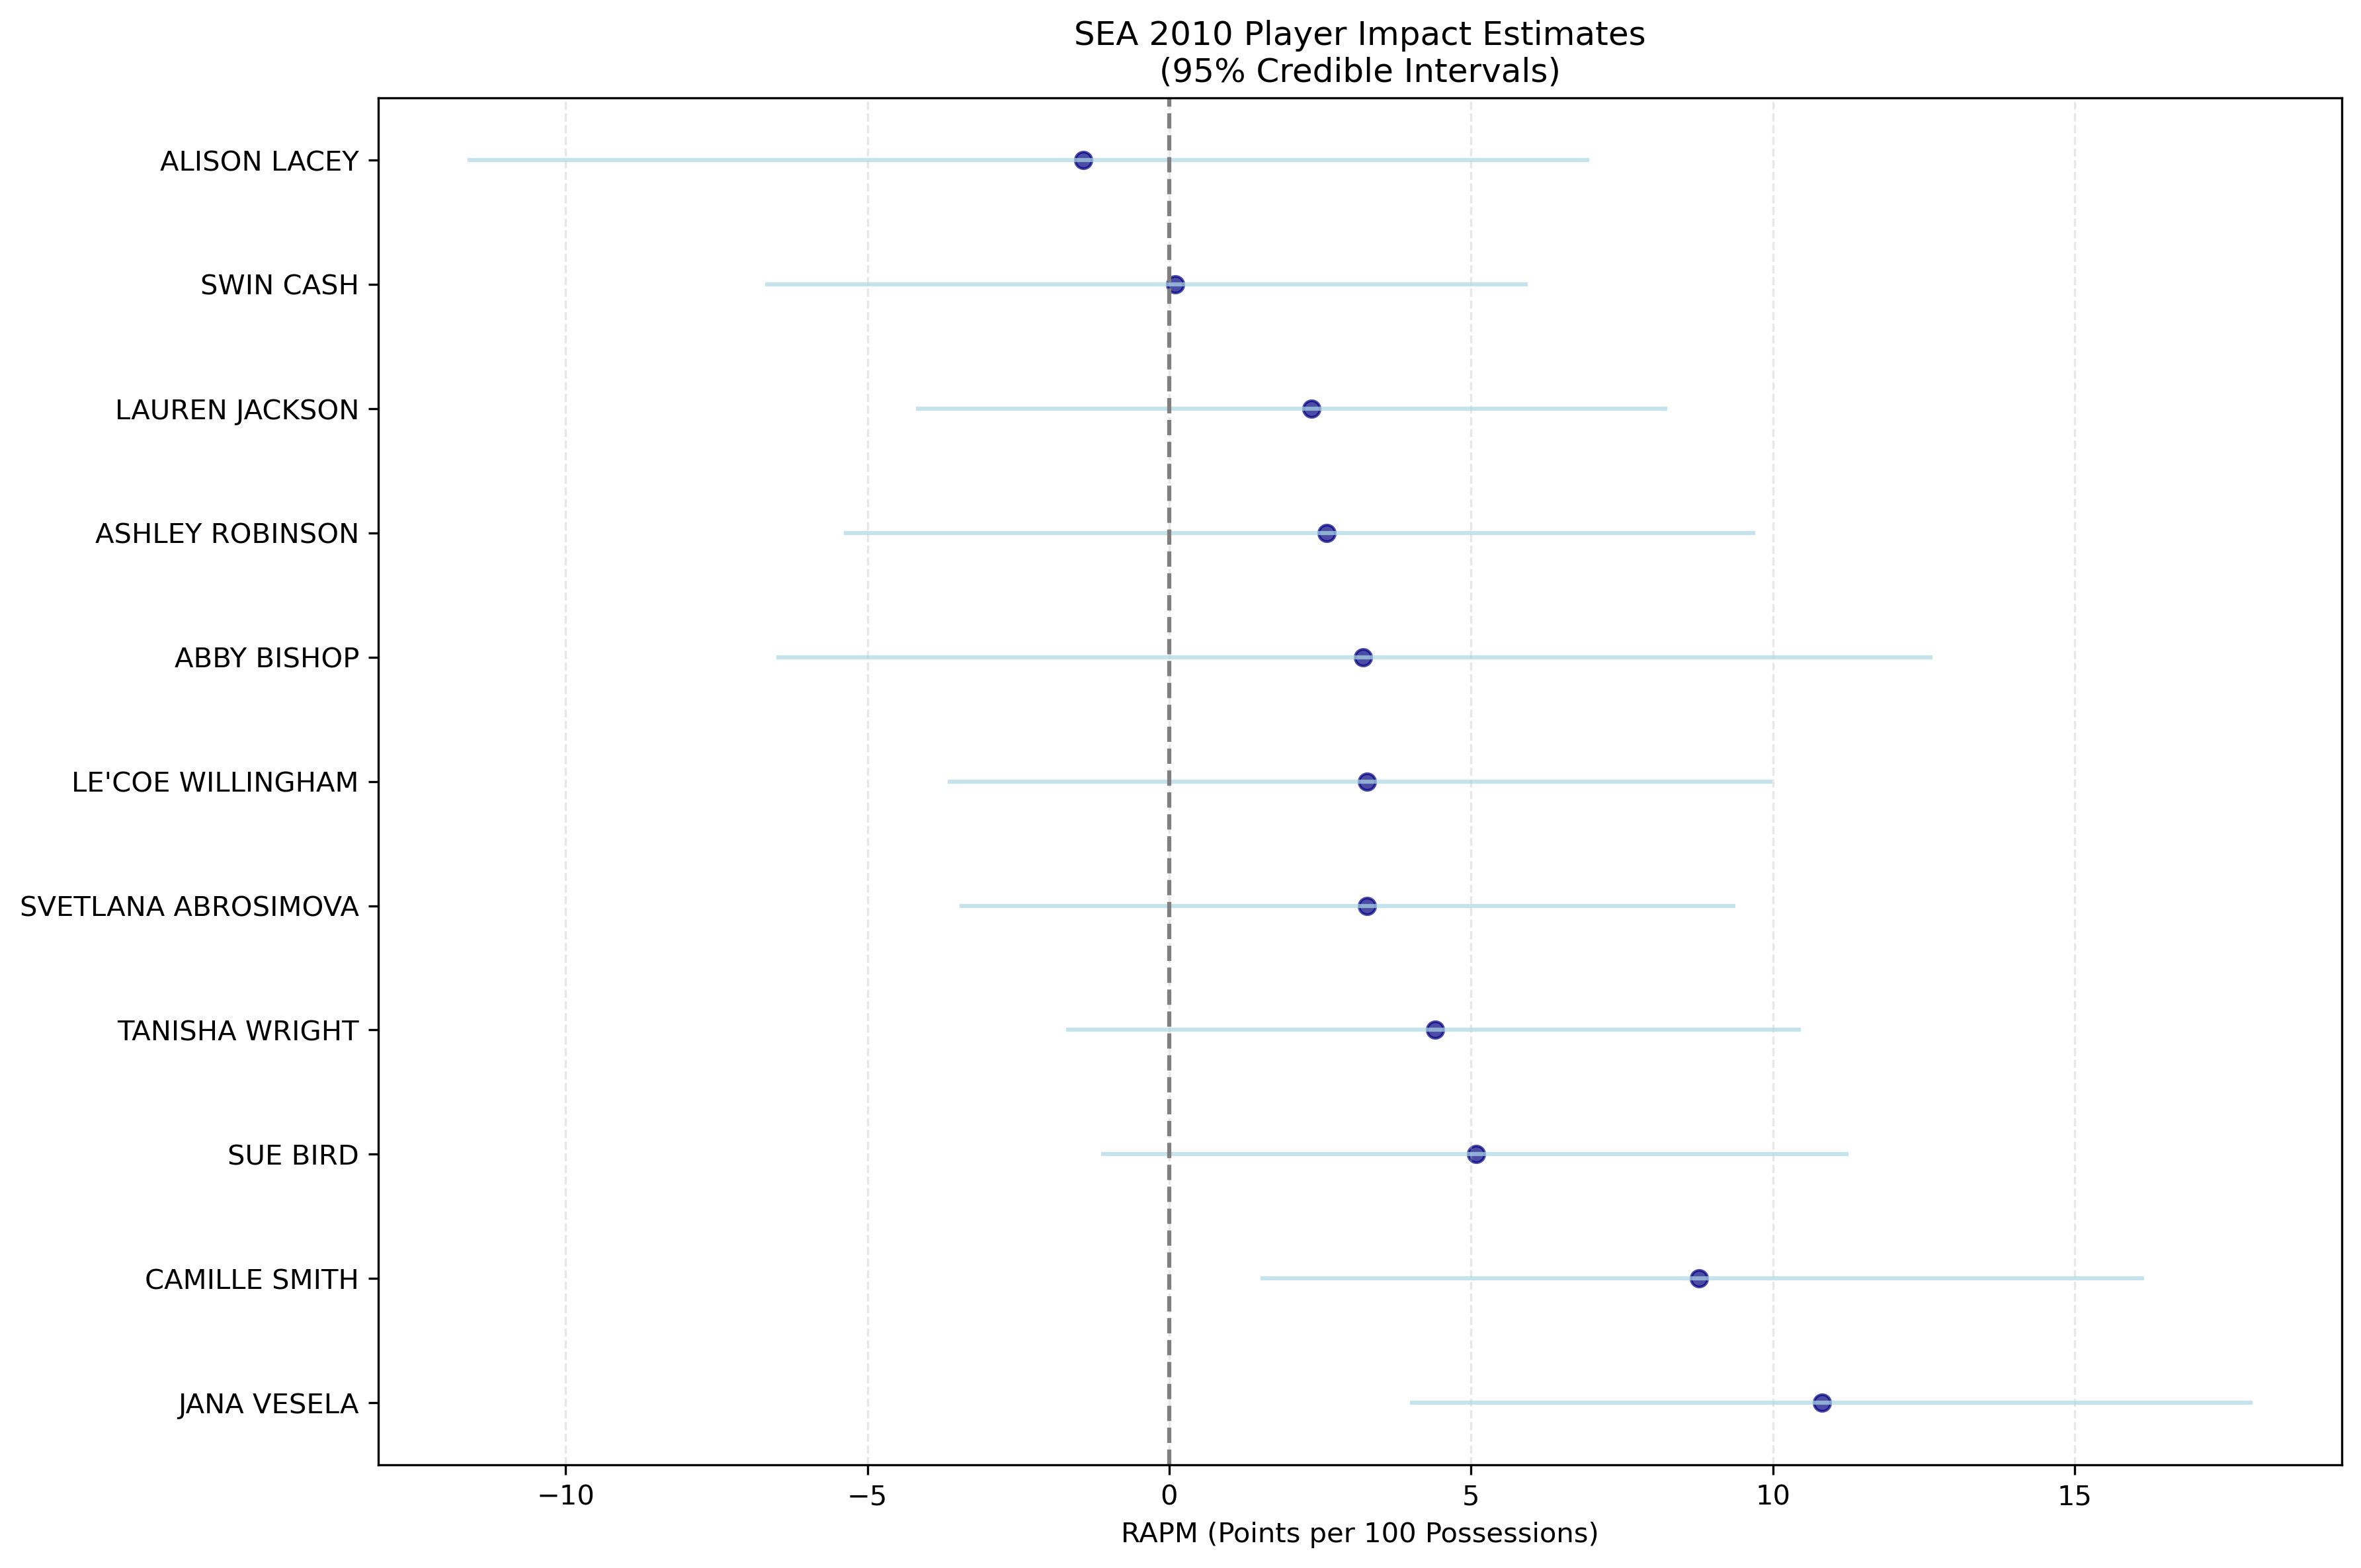 SEA 2010 Player Impact Estimates
(95% Credible Intervals)
ALISON LACEY
SWIN CASH
LAUREN JACKSON
ASHLEY ROBINSON
ABBY BISHOP
LE'COE WILLINGHAM
SVETLANA ABROSIMOVA
TANISHA WRIGHT
SUE BIRD
CAMILLE SMITH
JANA VESELA
−10 −5 0 5 10 15
RAPM (Points per 100 Possessions)